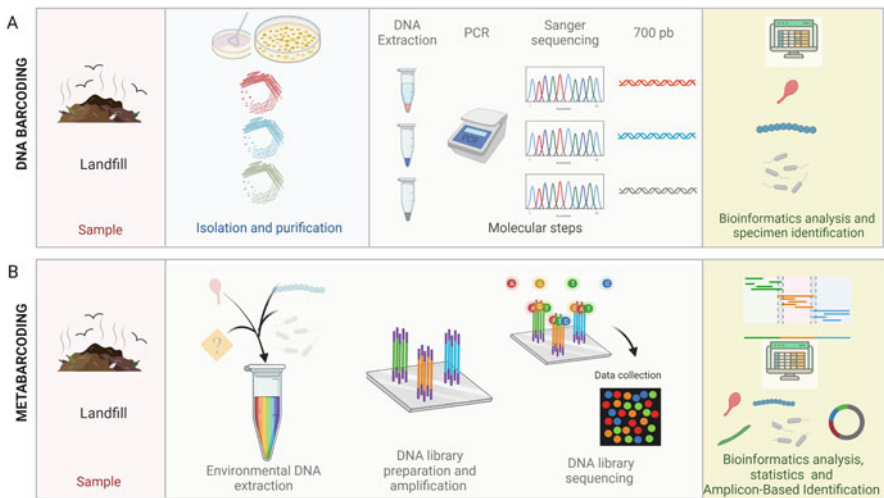 A
DNA BARCODING
Landfill
Sample
Isolation and purification
DNA
Extraction
PCR
Sanger
sequencing
700 pb
PCR
Molecular steps
Bioinformatics analysis and
specimen identification
B
METABARCODING
Landfill
Sample
?
Environmental DNA
extraction
DNA library
preparation and
amplification
A
G
T
C
Data collection
DNA library
sequencing
Bioinformatics analysis,
statistics and
Amplicon-Based Identification